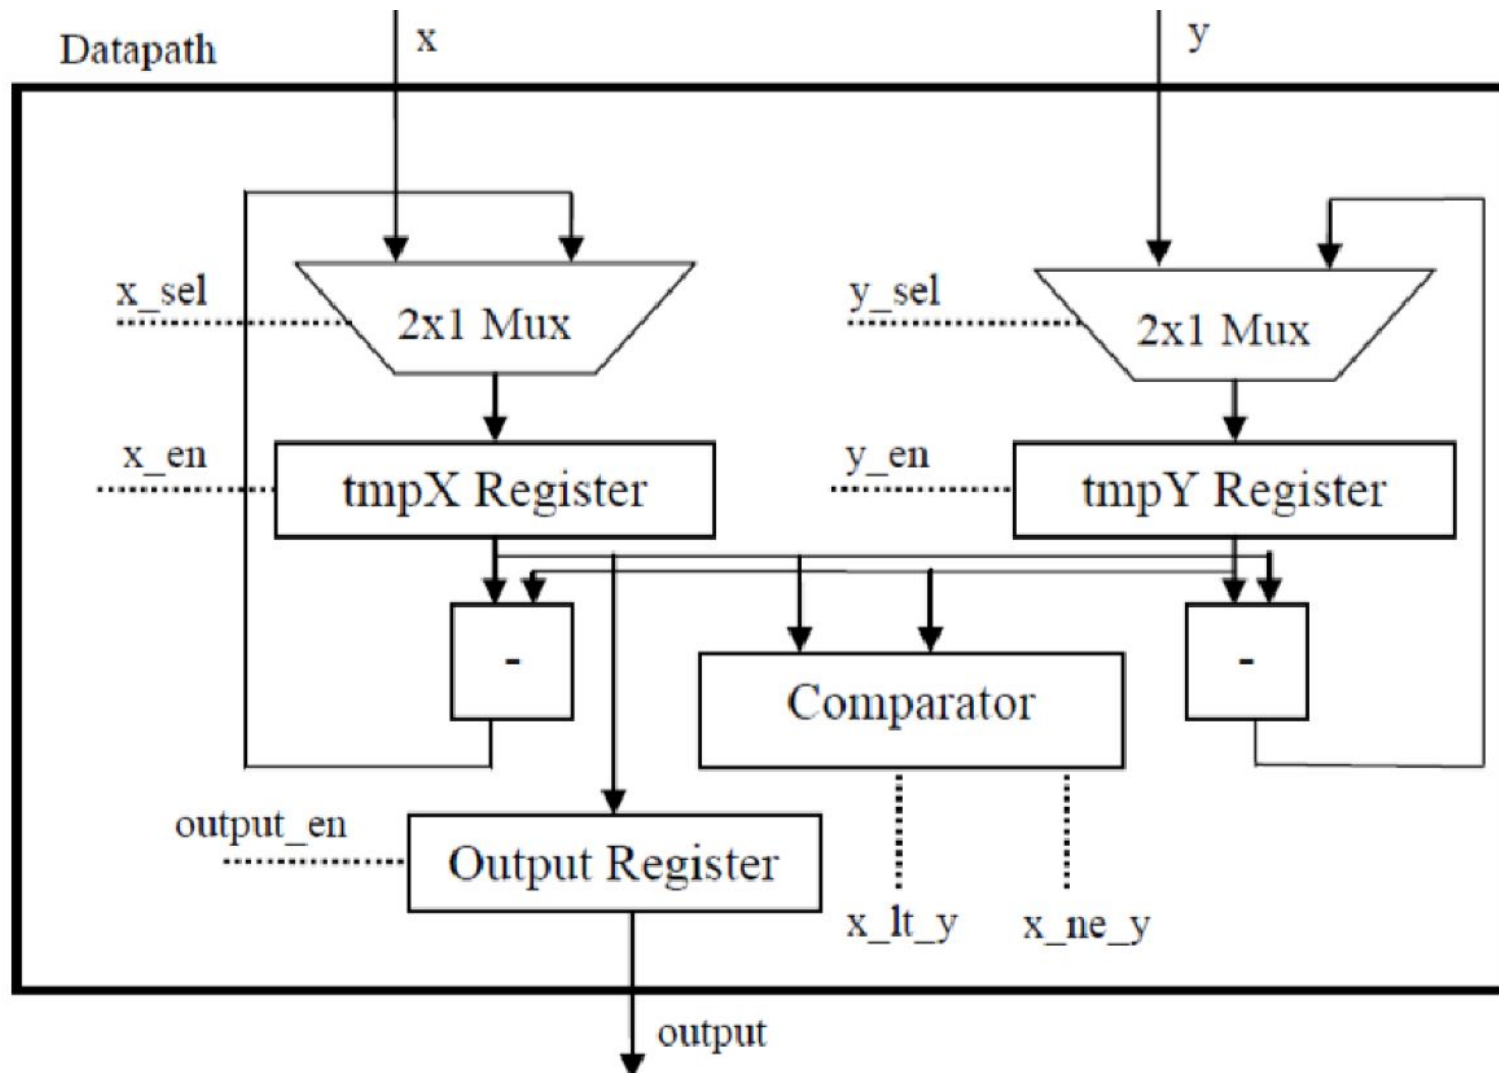 Datapath
x
y
x_sel
2x1 Mux
y_sel
2x1 Mux
x_en
tmpX Register
y_en
tmpY Register
-
-
Comparator
output_en
Output Register
x_lt_y
x_ne_y
output